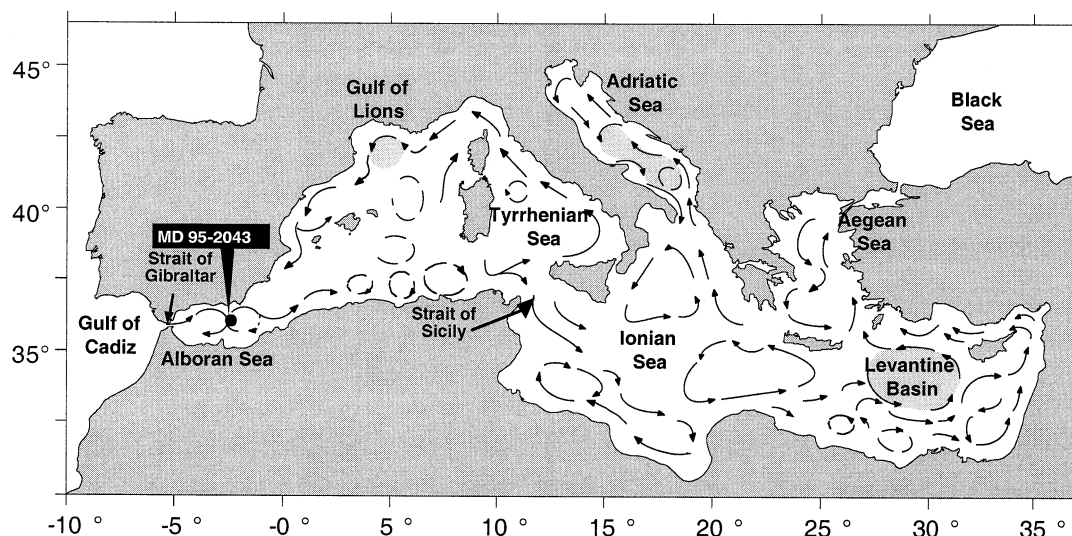 45°
40°
35°
Gulf of
Lions
Adriatic
Sea
Black
Sea
MD 95-2043
Strait of
Gibraltar
Tyrrhenian
Sea
Aegean
Sea
Gulf of
Cadiz
Alboran Sea
Strait of
Sicily
Ionian
Sea
Levantine
Basin
-10 ° -5 ° -0 ° 5 ° 10 ° 15 ° 20 ° 25 ° 30 ° 35 °